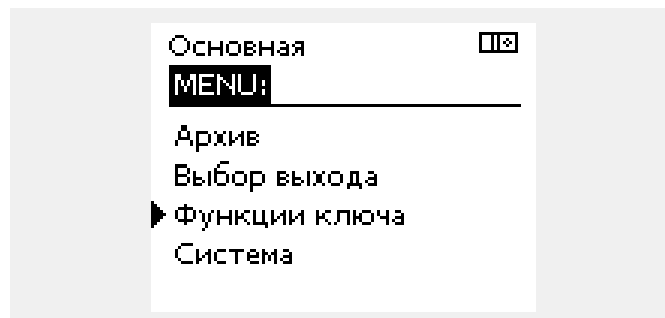 Основная
MENU:
Архив
Выбор выхода
Функции ключа
Система